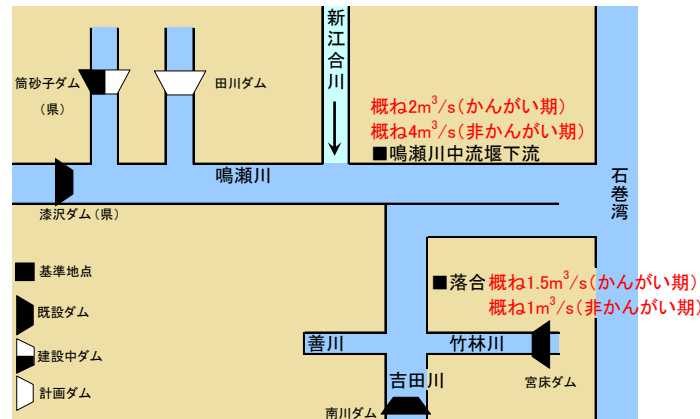 新江合川
筒砂子ダム
(県)
田川ダム
概ね2m³/s(かんがい期)
概ね4m³/s(非かんがい期)
■鳴瀬川中流堰下流
鳴瀬川
石巻湾
漆沢ダム(県)
■基準地点
既設ダム
建設中ダム
計画ダム
■落合 概ね1.5m³/s(かんがい期)
概ね1m³/s(非かんがい期)
善川
竹林川
吉田川
宮床ダム
南川ダム